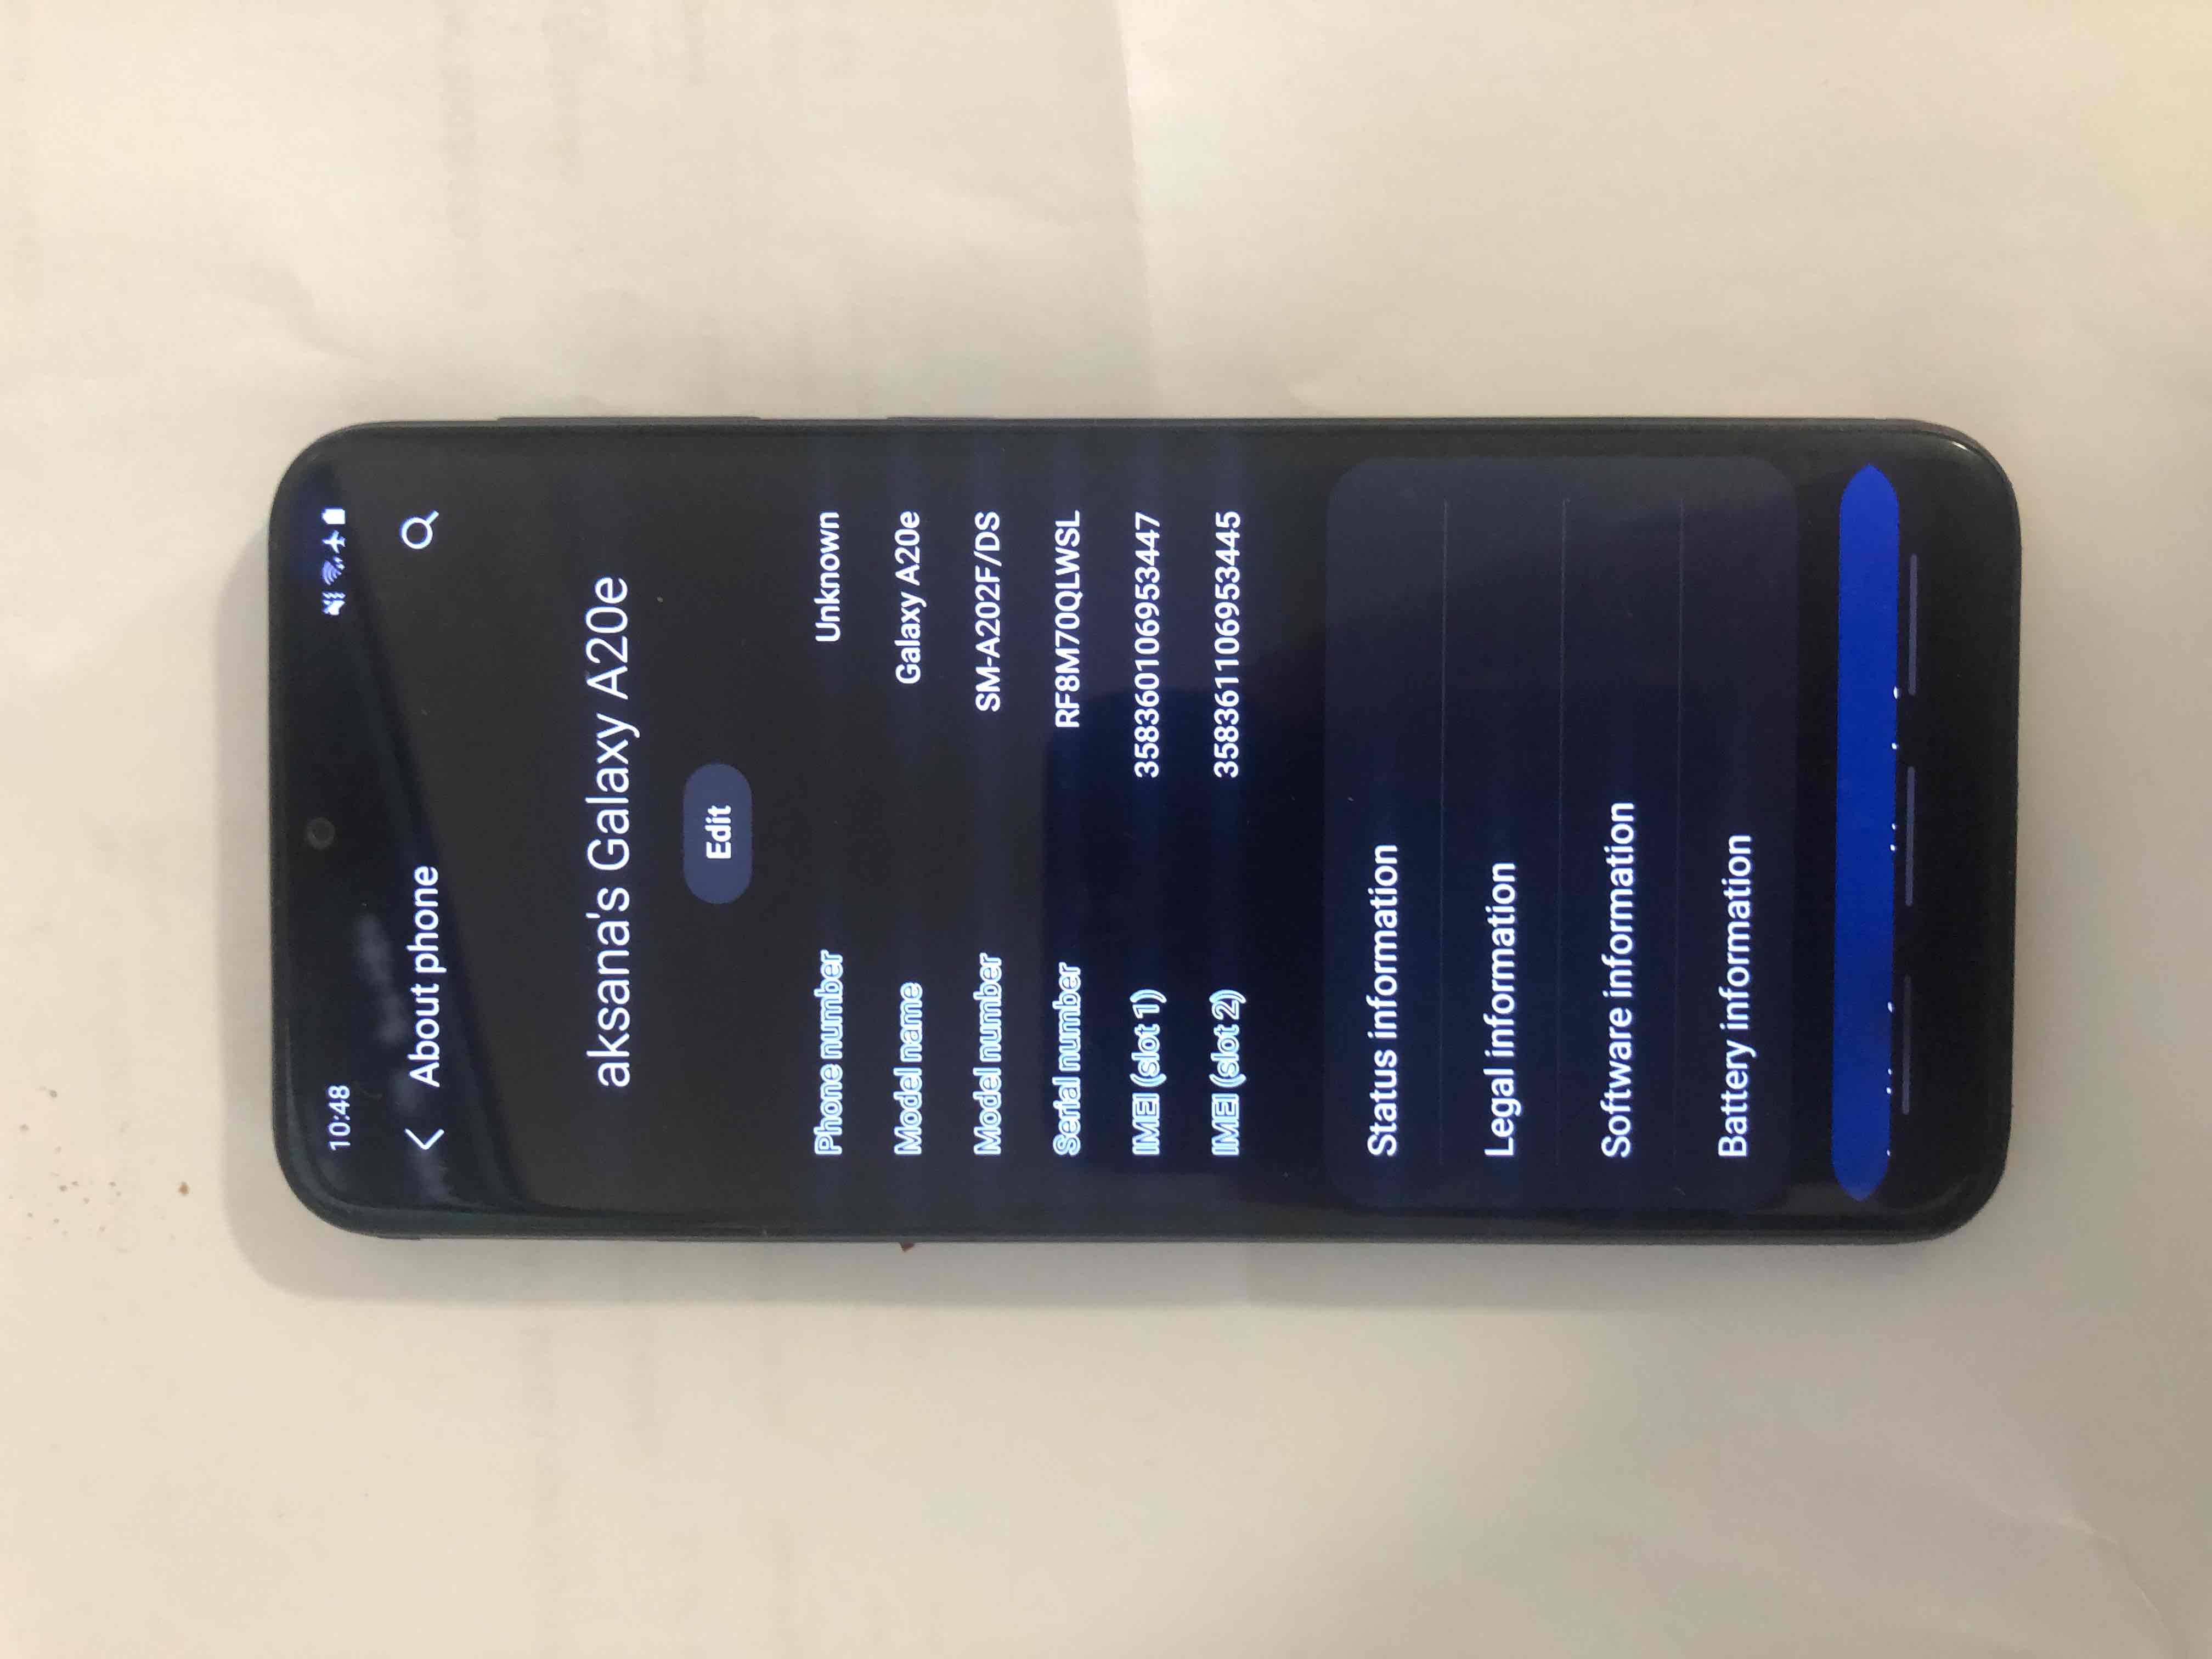 10:48
About phone
aksana's Galaxy A20e
Edit
Phone number Unknown
Model name Galaxy A20e
Model number SM-A202F/DS
Serial number RF8M70QLWSL
IMEI (slot 1) 358360106953447
IMEI (slot 2) 358361106953445
Status information
Legal information
Software information
Battery information